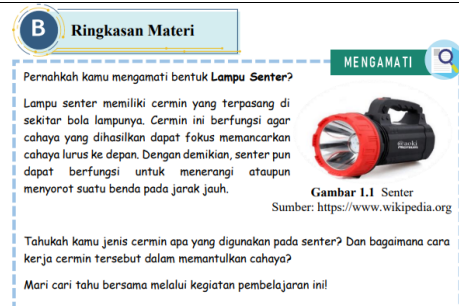 B
Ringkasan Materi
MENGAMATI
Pernahkah kamu mengamati bentuk Lampu Senter?
Lampu senter memiliki cermin yang terpasang di
sekitar bola lampunya. Cermin ini berfungsi agar
cahaya yang dihasilkan dapat fokus memancarkan
cahaya lurus ke depan. Dengan demikian, senter pun
dapat berfungsi untuk menerangi ataupun
menyorot suatu benda pada jarak jauh.
aoki
Gambar 1.1 Senter
Sumber: https://www.wikipedia.org
Tahukah kamu jenis cermin apa yang digunakan pada senter? Dan bagaimana cara
kerja cermin tersebut dalam memantulkan cahaya?
Mari cari tahu bersama melalui kegiatan pembelajaran ini!